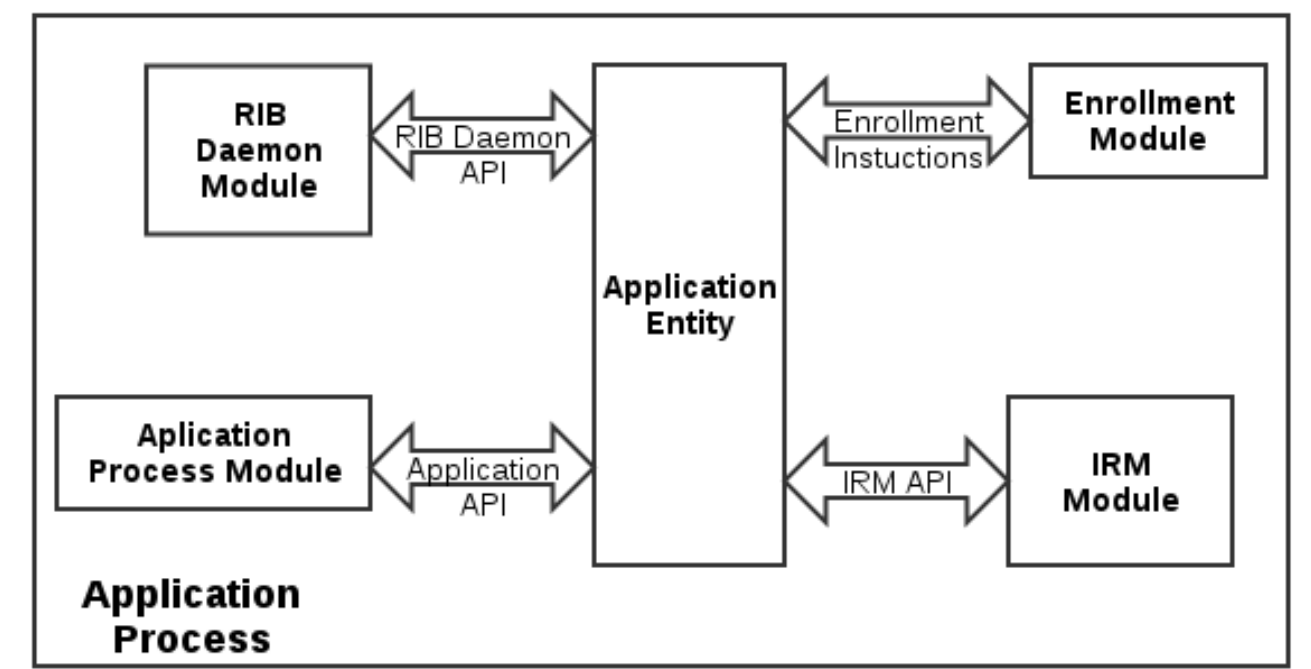 RIB
Daemon
Module
RIB Daemon
API
Application
Entity
Enrollment
Instuctions
Enrollment
Module
Aplication
Process Module
Application
API
IRM API
IRM
Module
Application
Process